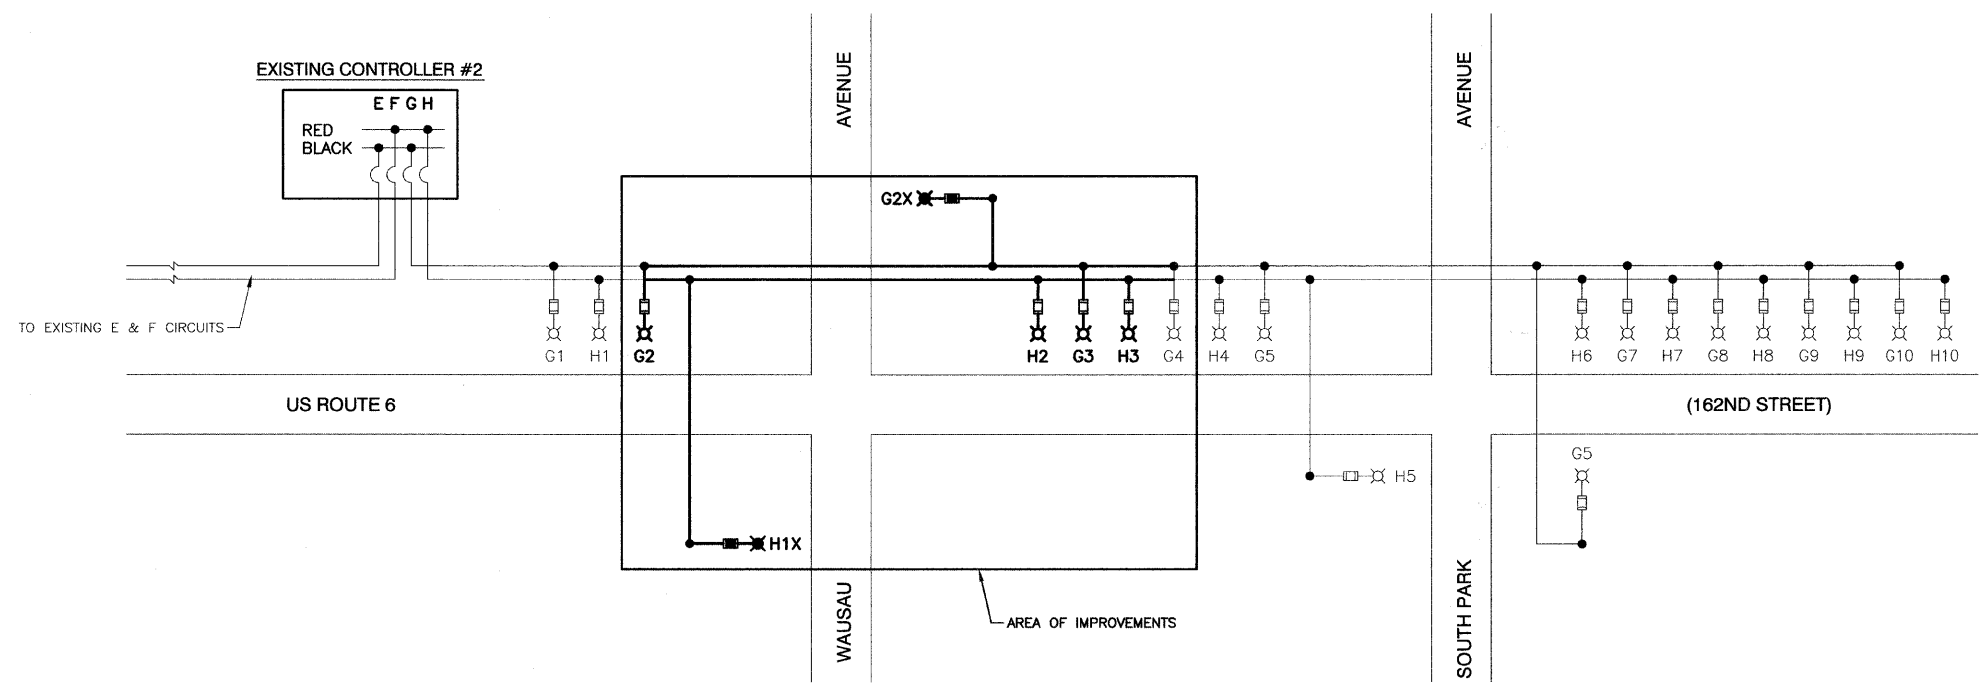 EXISTING CONTROLLER #2
E F G H
RED
BLACK
AVENUE
AVENUE
G2X
TO EXISTING E & F CIRCUITS
G1 H1 G2 H2 G3 H3 G4 H4 G5 H6 G7 H7 G8 H8 G9 H9 G10 H10
US ROUTE 6
(162ND STREET)
G5
H5
H1X
WAUSAU
AREA OF IMPROVEMENTS
SOUTH PARK